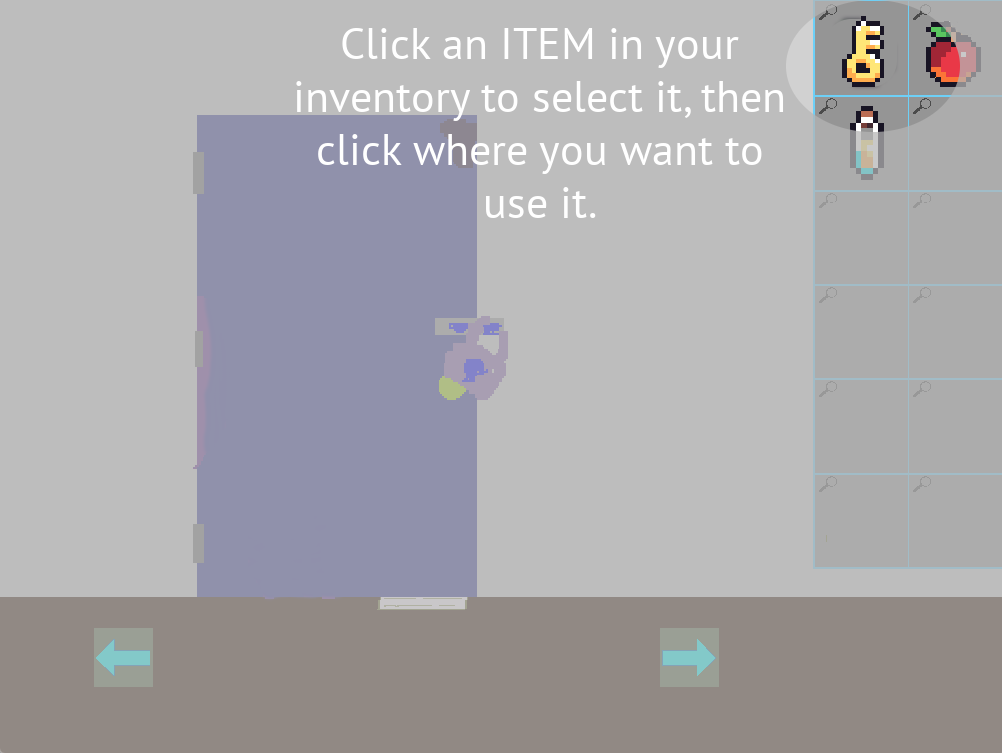 Click an ITEM in your
inventory to select it, then
click where you want to
use it.